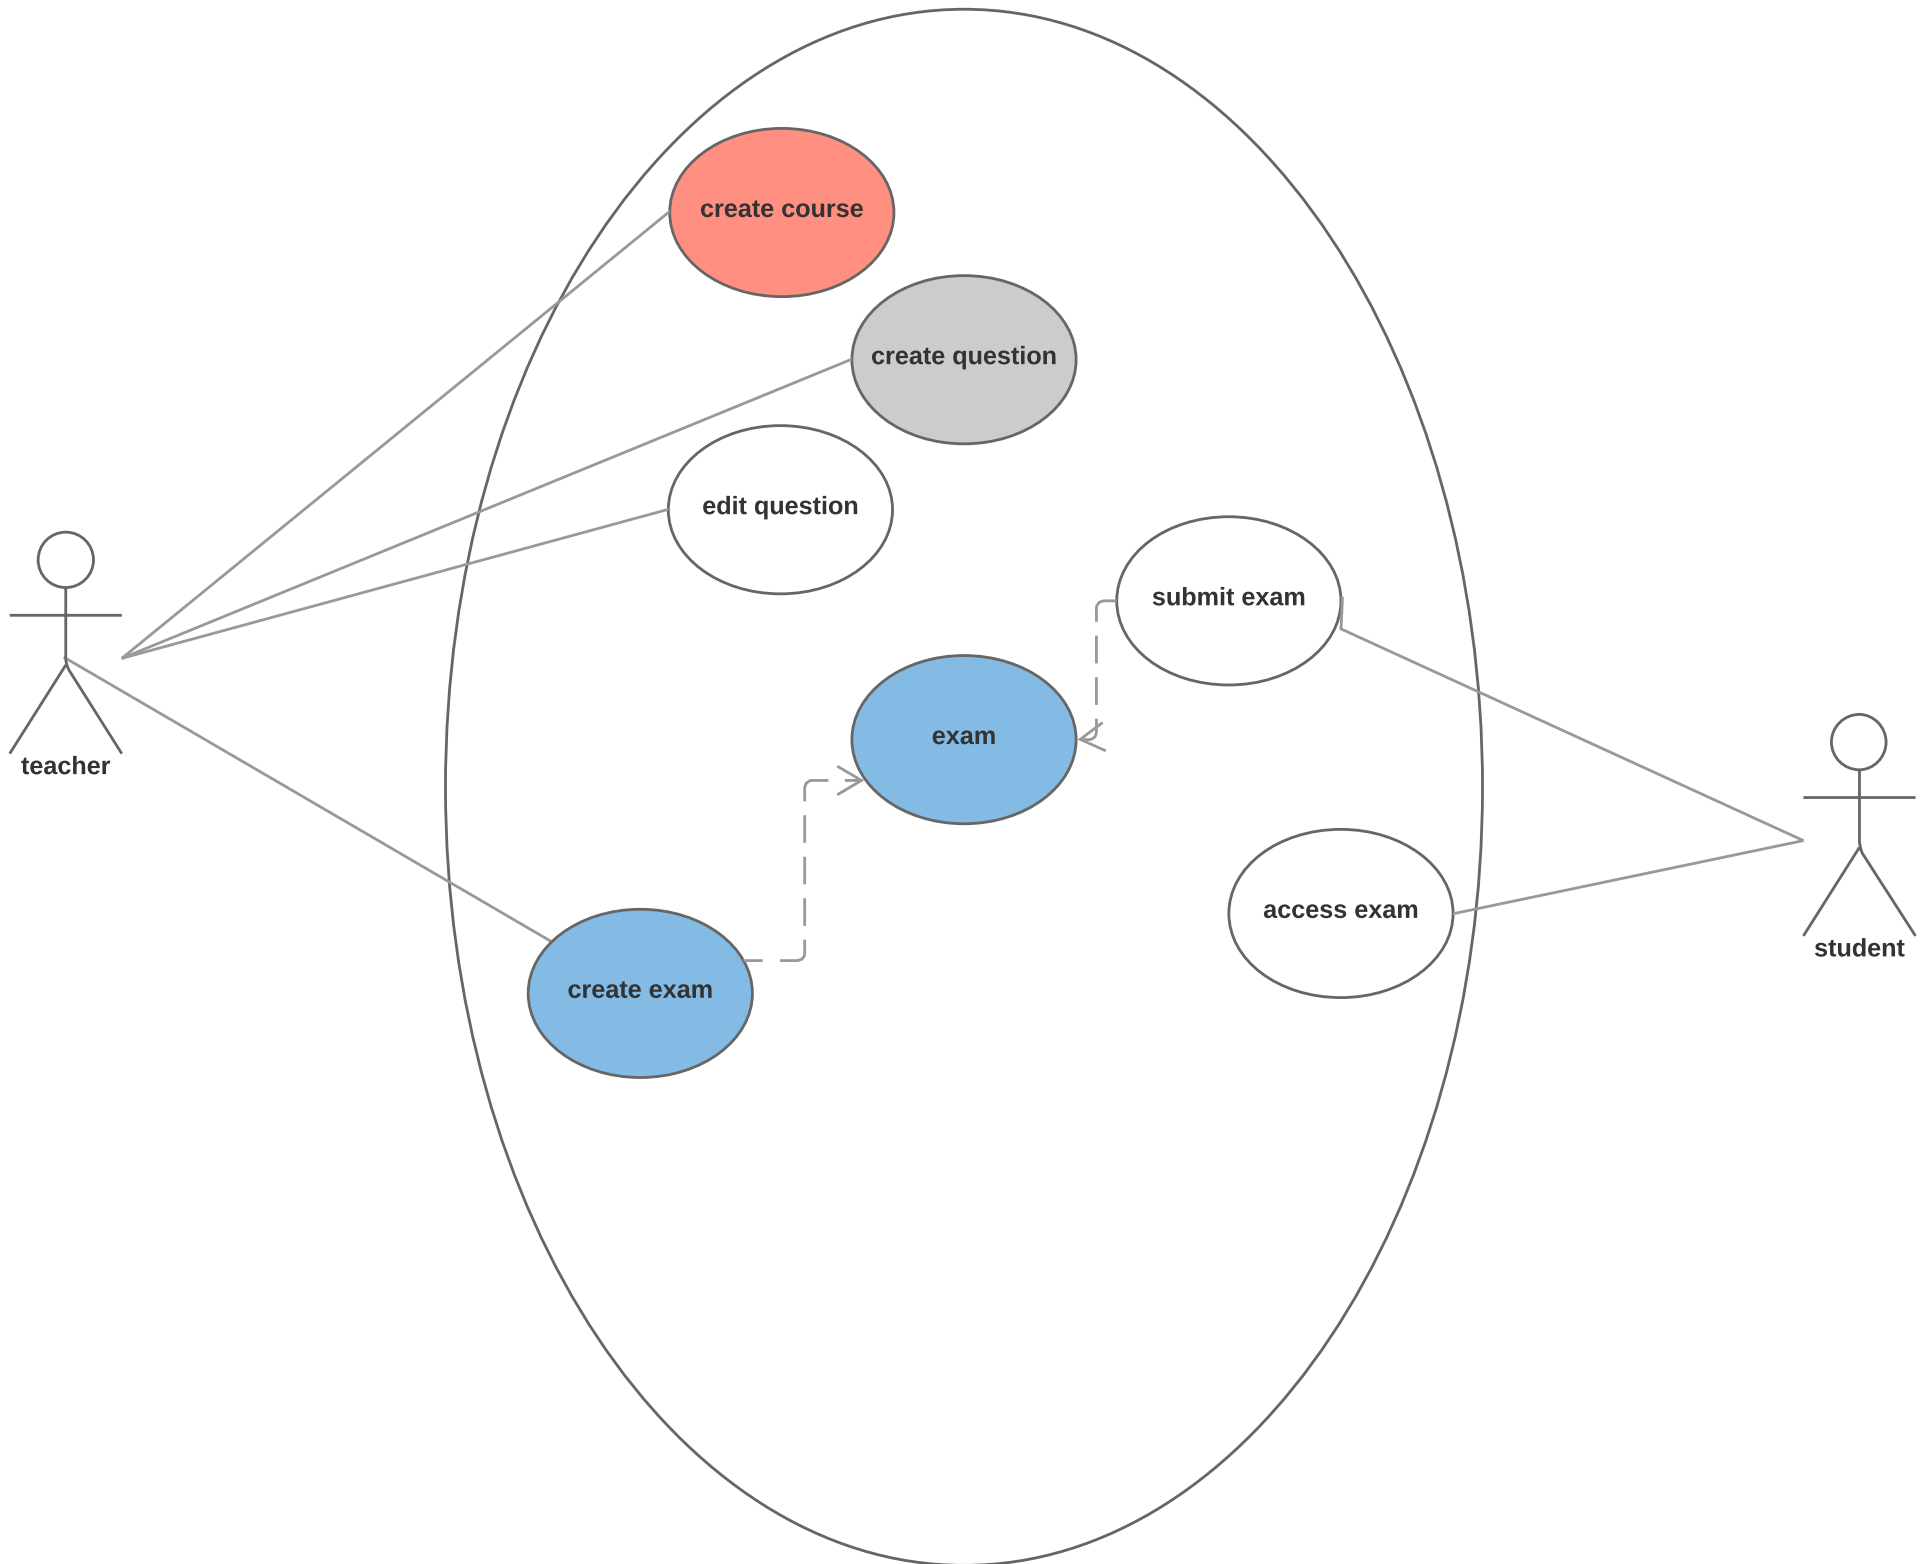 create course
create question
edit question
submit exam
exam
teacher
access exam
student
create exam